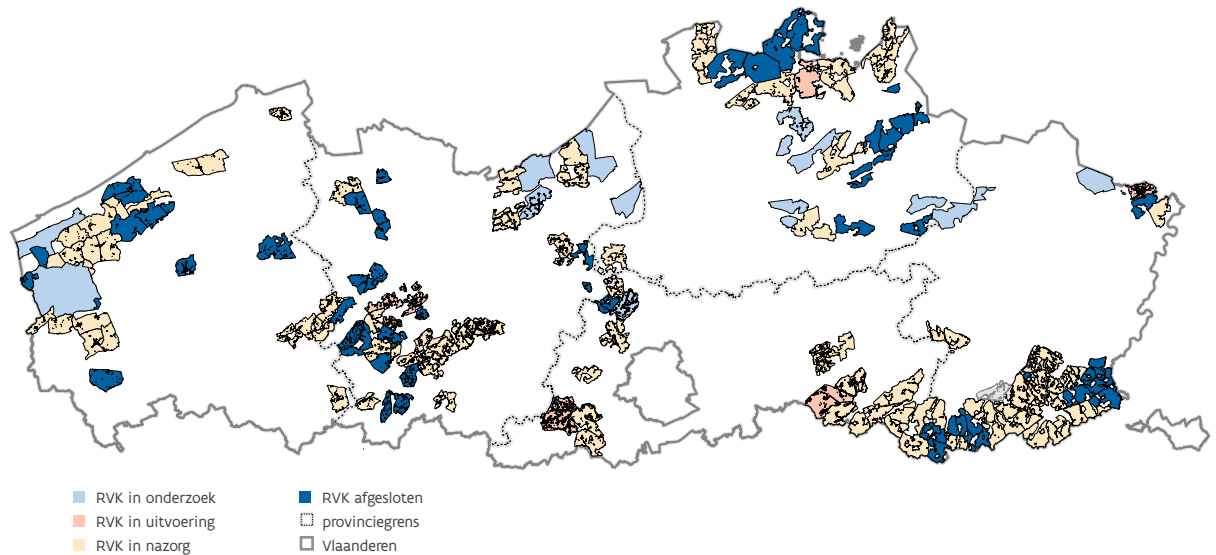 RVK in onderzoek
RVK in uitvoering
RVK in nazorg
RVK afgesloten
provinciegrens
Vlaanderen